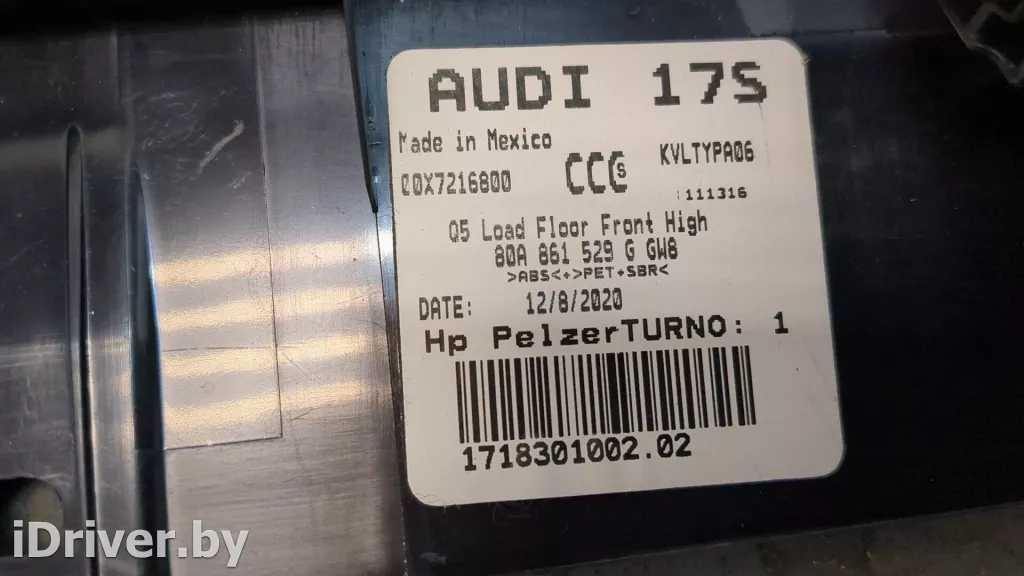 AUDI 17S
Made in Mexico
00X7216800
CCC S
KVLTYPA06
:111316
Q5 Load Floor Front High
80A 861 529 G GW8
>ABS<+>PET+SBR<
DATE: 12/8/2020
Hp PelzerTURNO: 1
1718301002.02
iDriver.by